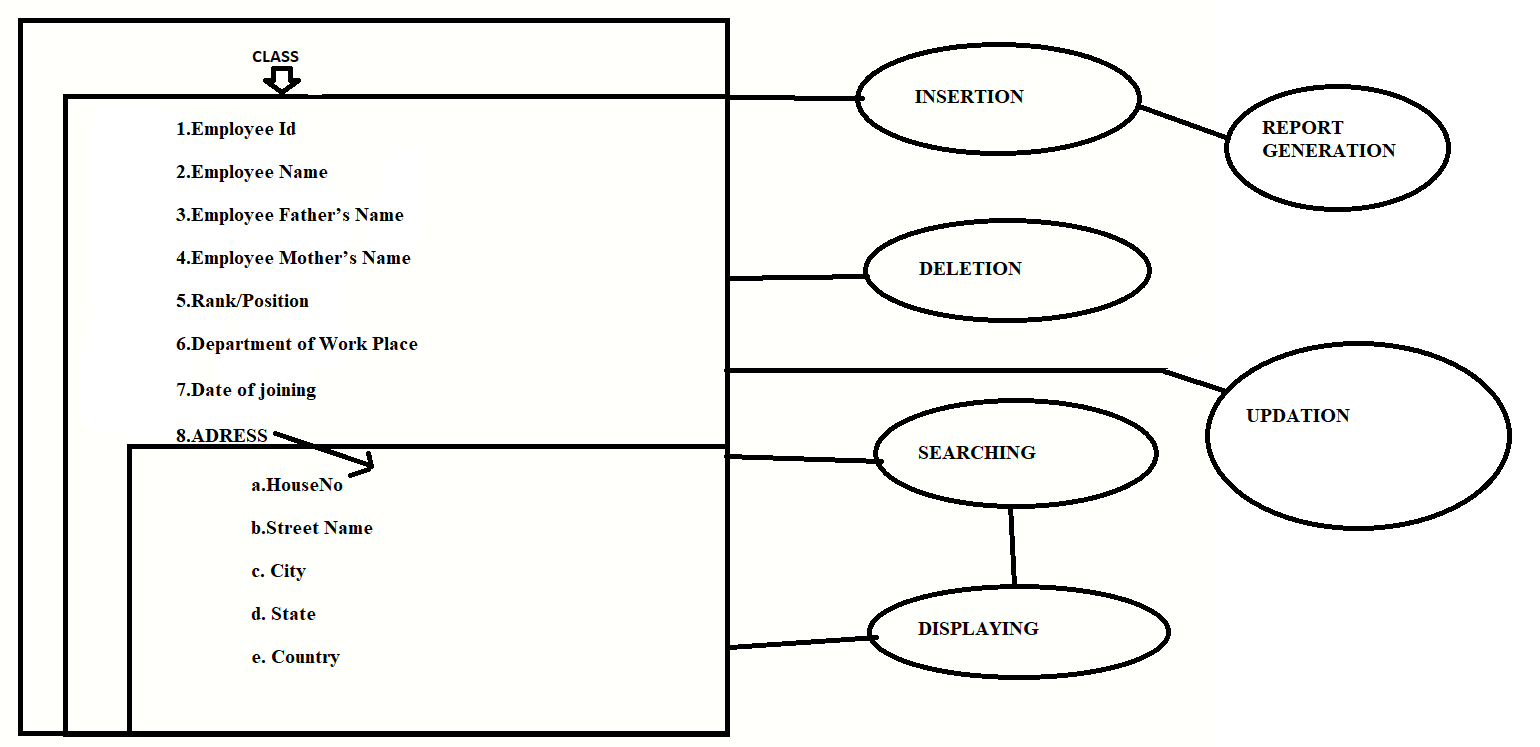 CLASS
1.Employee Id
2.Employee Name
3.Employee Father’s Name
4.Employee Mother’s Name
5.Rank/Position
6.Department of Work Place
7.Date of joining
8.ADRESS
a.HouseNo
b.Street Name
c. City
d. State
e. Country
INSERTION
REPORT
GENERATION
DELETION
UPDATION
SEARCHING
DISPLAYING